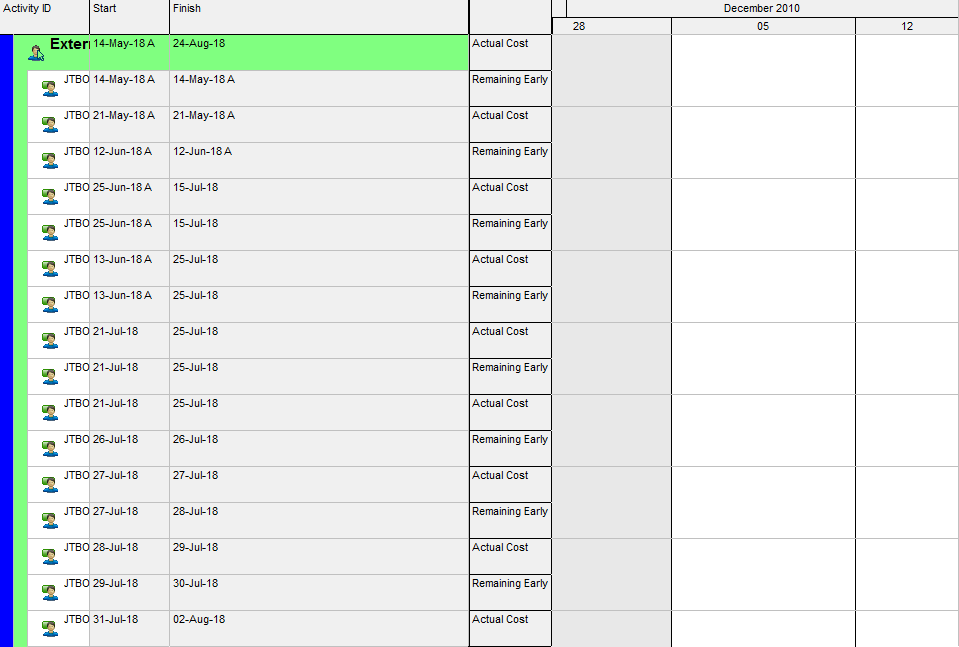 Activity ID Start Finish December 2010
28 05 12
Exter 14-May-18 A 24-Aug-18 Actual Cost
JTBO 14-May-18 A 14-May-18 A Remaining Early
JTBO 21-May-18 A 21-May-18 A Actual Cost
JTBO 12-Jun-18 A 12-Jun-18 A Remaining Early
JTBO 25-Jun-18 A 15-Jul-18 Actual Cost
JTBO 25-Jun-18 A 15-Jul-18 Remaining Early
JTBO 13-Jun-18 A 25-Jul-18 Actual Cost
JTBO 13-Jun-18 A 25-Jul-18 Remaining Early
JTBO 21-Jul-18 25-Jul-18 Actual Cost
JTBO 21-Jul-18 25-Jul-18 Remaining Early
JTBO 21-Jul-18 25-Jul-18 Actual Cost
JTBO 26-Jul-18 26-Jul-18 Remaining Early
JTBO 27-Jul-18 27-Jul-18 Actual Cost
JTBO 27-Jul-18 28-Jul-18 Remaining Early
JTBO 28-Jul-18 29-Jul-18 Actual Cost
JTBO 29-Jul-18 30-Jul-18 Remaining Early
JTBO 31-Jul-18 02-Aug-18 Actual Cost